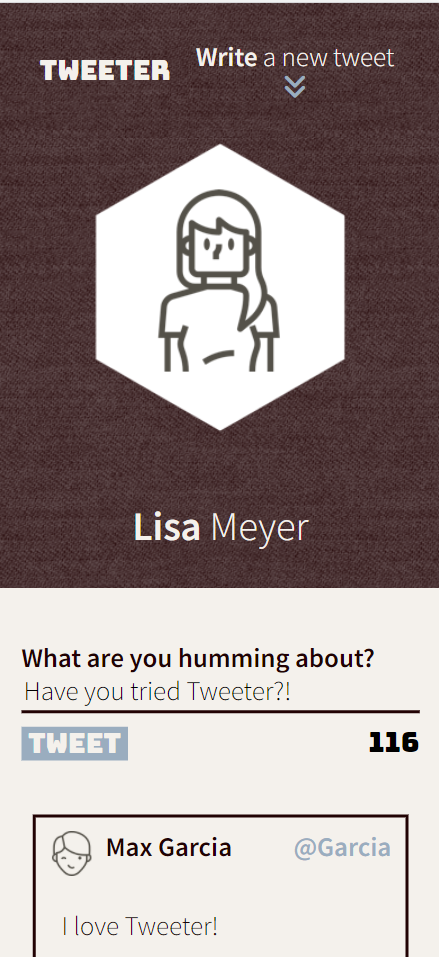 TWEETER
Write a new tweet
Lisa Meyer
What are you humming about?
Have you tried Tweeter?!
TWEET 116
Max Garcia @Garcia
I love Tweeter!